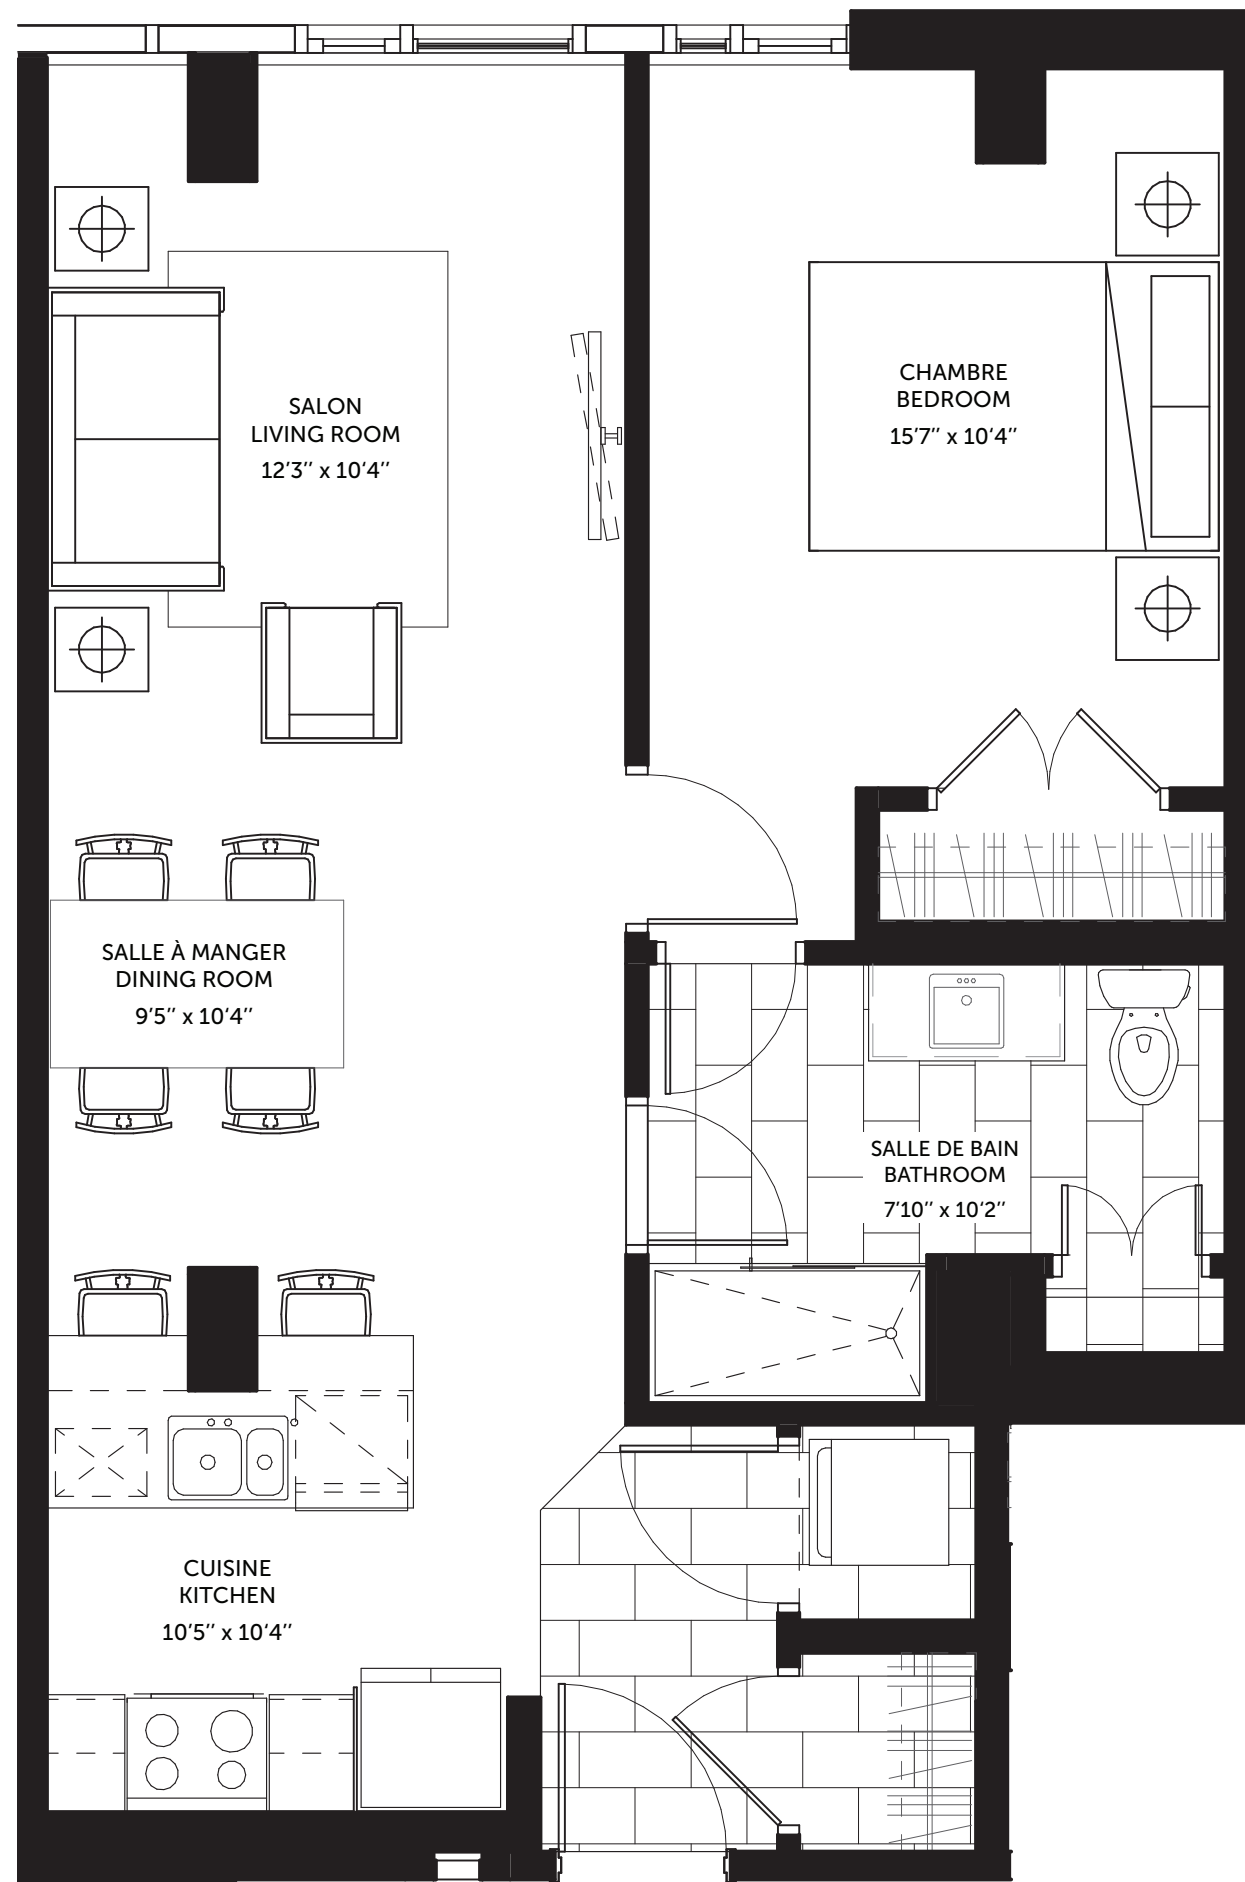 CHAMBRE
BEDROOM
15’7’’ x 10‘4’’
SALON
LIVING ROOM
12’3’’ x 10‘4’’
SALLE À MANGER
DINING ROOM
9’5’’ x 10‘4’’
SALLE DE BAIN
BATHROOM
7’10’’ x 10‘2’’
CUISINE
KITCHEN
10’5’’ x 10‘4’’